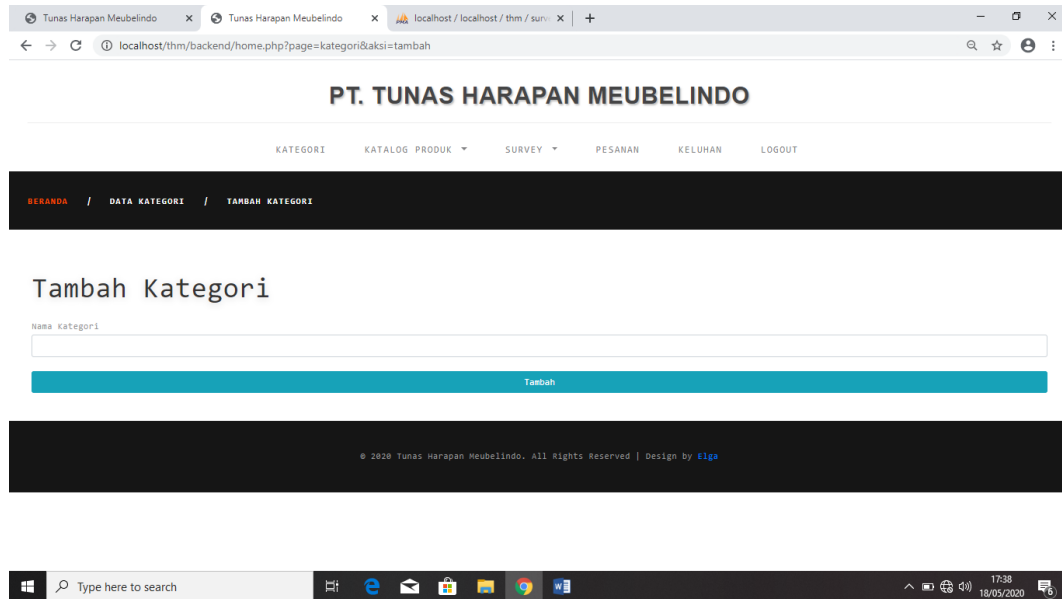 Tunas Harapan Meubelindo
Tunas Harapan Meubelindo
localhost / localhost / thm / surv
localhost/thm/backend/home.php?page=kategori&aksi=tambah
PT. TUNAS HARAPAN MEUBELINDO
KATEGORI KATALOG PRODUK SURVEY PESANAN KELUHAN LOGOUT
BERANDA / DATA KATEGORI / TAMBAH KATEGORI
Tambah Kategori
Nama Kategori
Tambah
© 2020 Tunas Harapan Meubelindo. All Rights Reserved | Design by Elga
Type here to search
17:38
18/05/2020